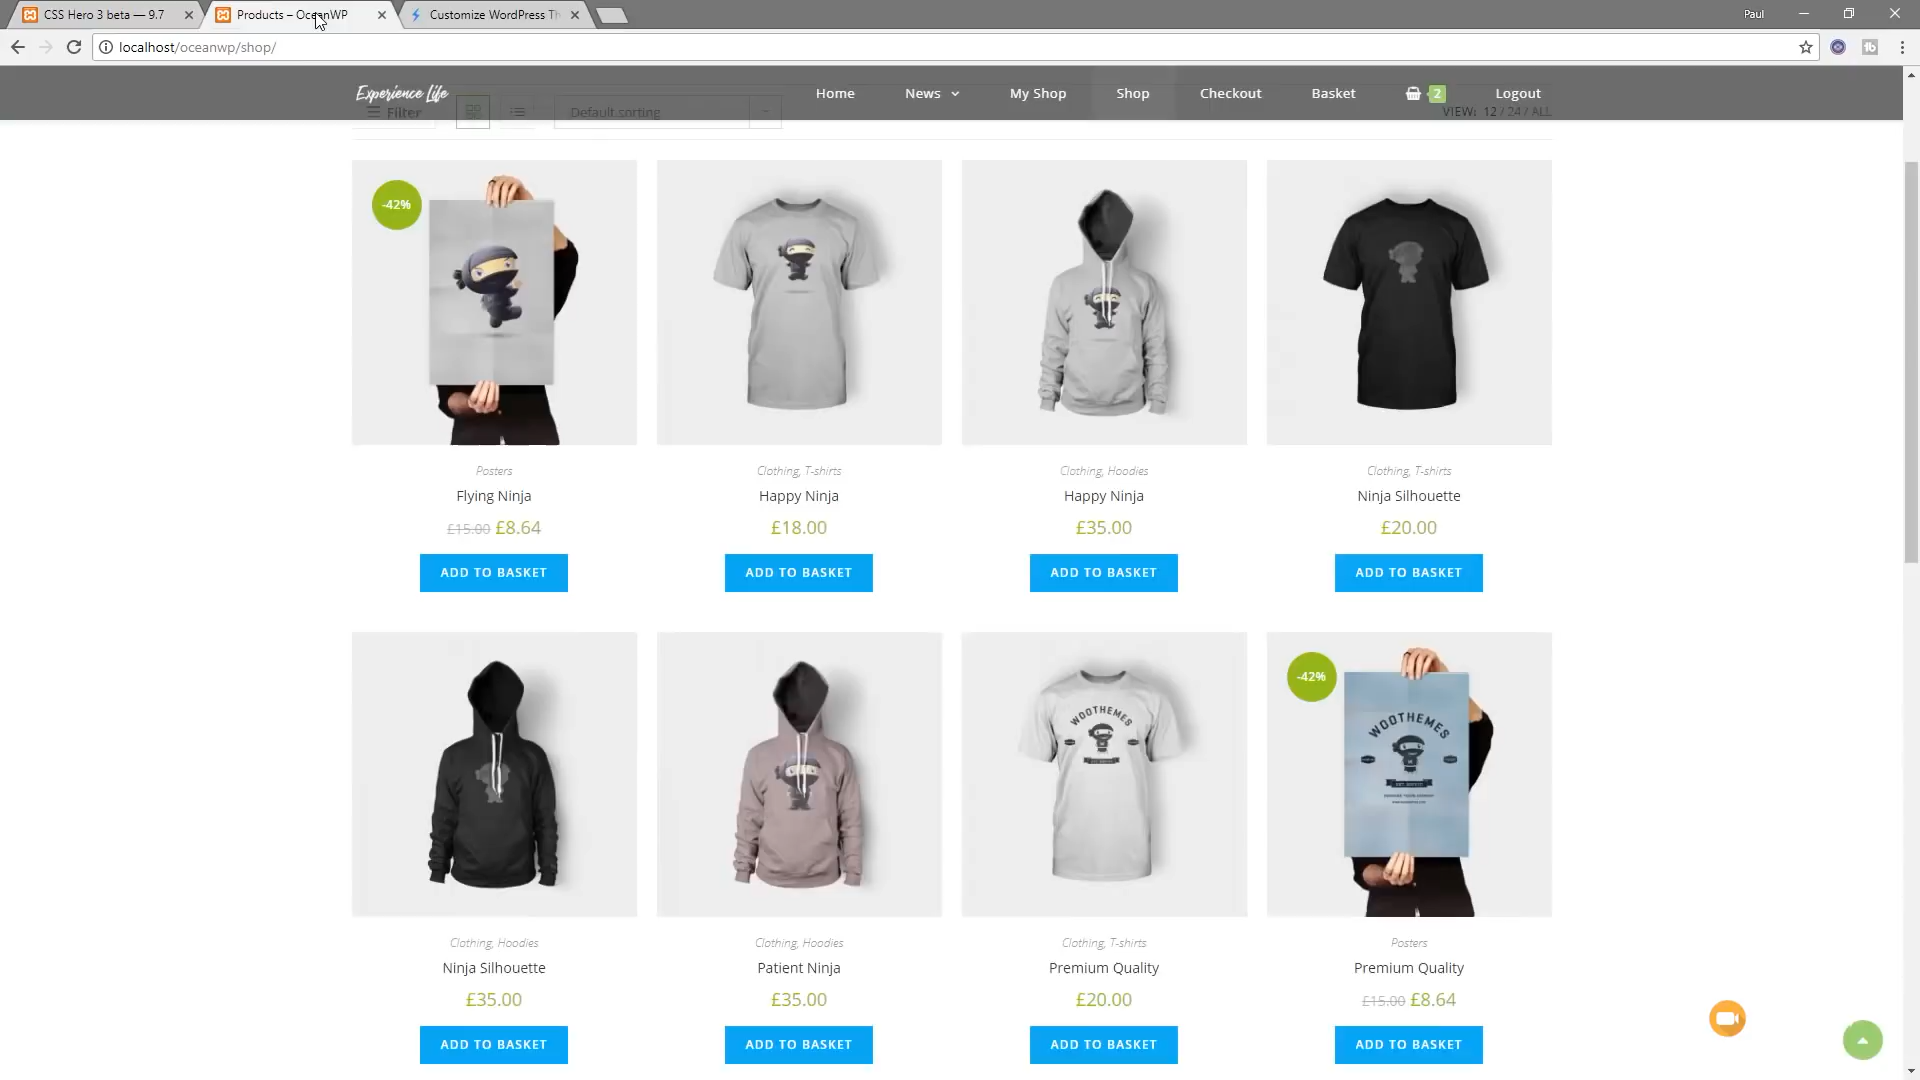 CSS Hero 3 beta — 9.7
Products – OceanWP
Customize WordPress Th
Paul
localhost/oceanwp/shop/
Experience Life
Home
News
My Shop
Shop
Checkout
Basket
2
Logout
Filter
Default sorting
VIEW: 12 / 24 / ALL
-42%
Posters
Flying Ninja
£15.00 £8.64
ADD TO BASKET
Clothing, T-shirts
Happy Ninja
£18.00
ADD TO BASKET
Clothing, Hoodies
Happy Ninja
£35.00
ADD TO BASKET
Clothing, T-shirts
Ninja Silhouette
£20.00
ADD TO BASKET
Clothing, Hoodies
Ninja Silhouette
£35.00
ADD TO BASKET
Clothing, Hoodies
Patient Ninja
£35.00
ADD TO BASKET
WOOTHEMES
Clothing, T-shirts
Premium Quality
£20.00
ADD TO BASKET
-42%
WOOTHEMES
Posters
Premium Quality
£15.00 £8.64
ADD TO BASKET